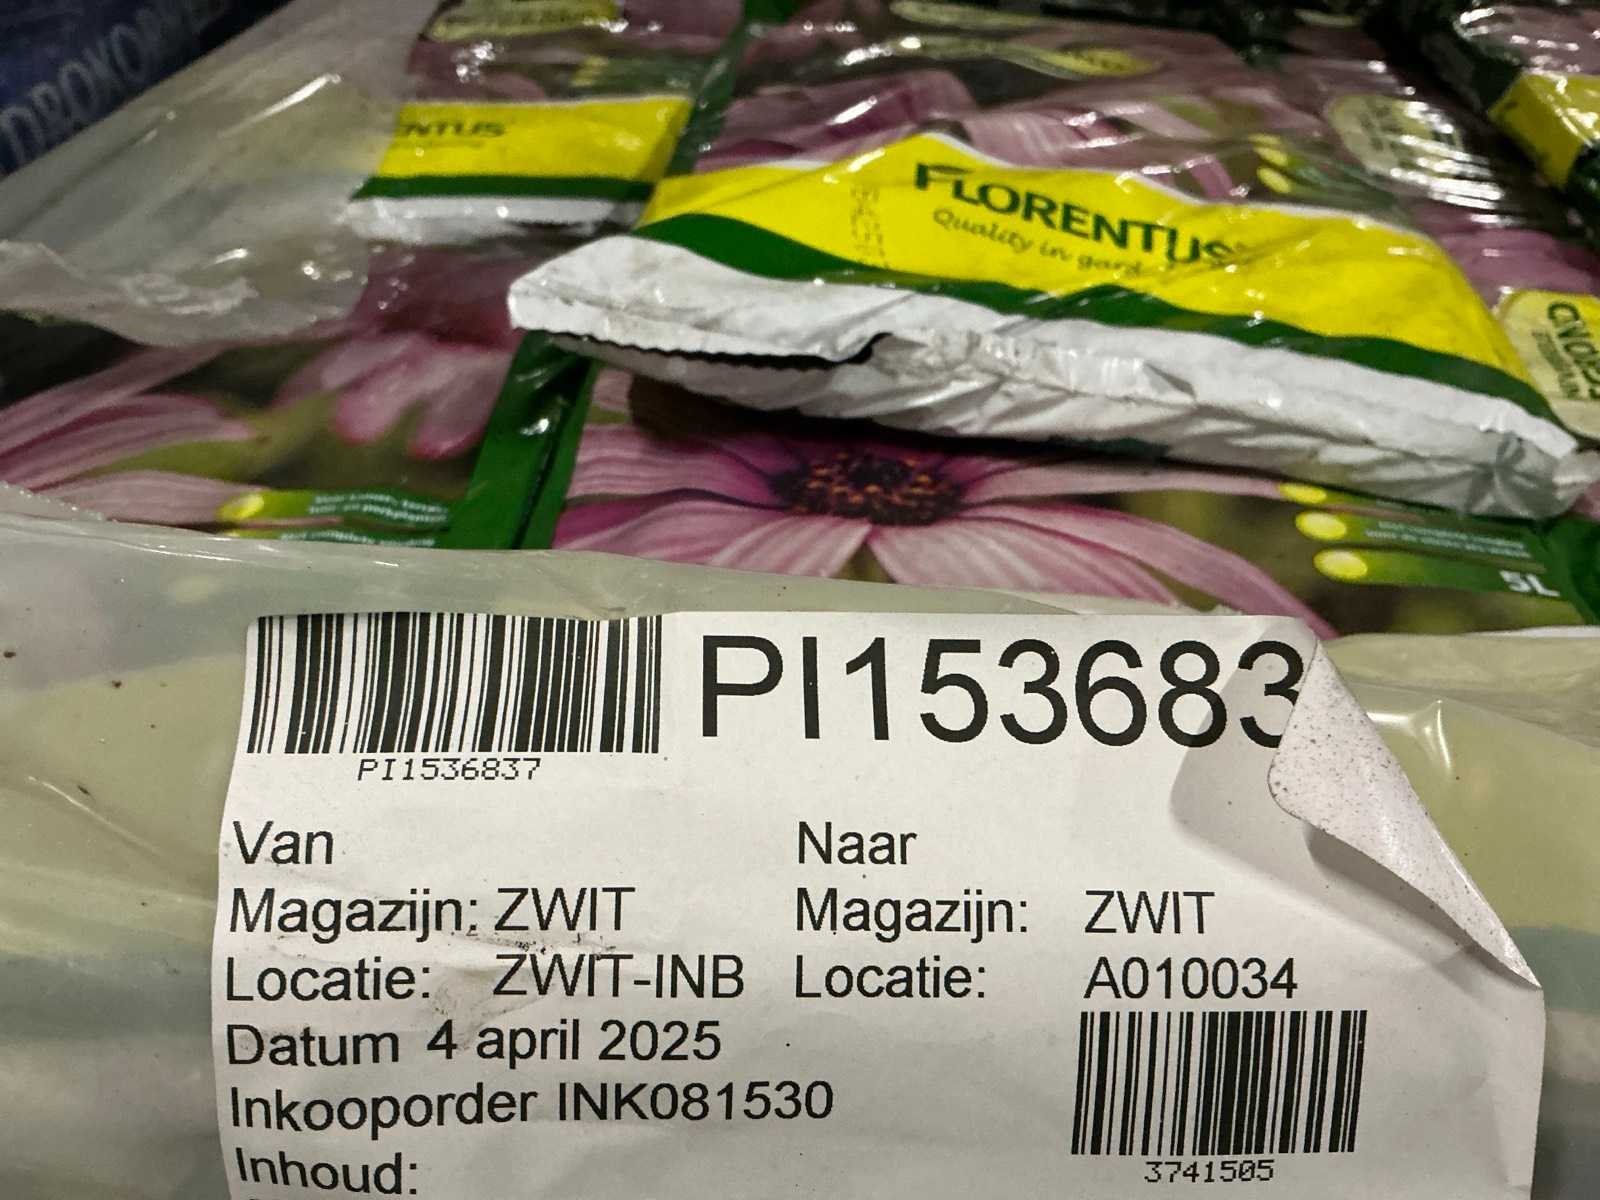 ENTUS
FLORENTUS
Quality in gard
5L
PI153683
PI1536837
Van
Magazijn: ZWIT
Locatie: ZWIT-INB
Datum 4 april 2025
Inkooporder INK081530
Inhoud:
Naar
Magazijn: ZWIT
Locatie: A010034
3741505